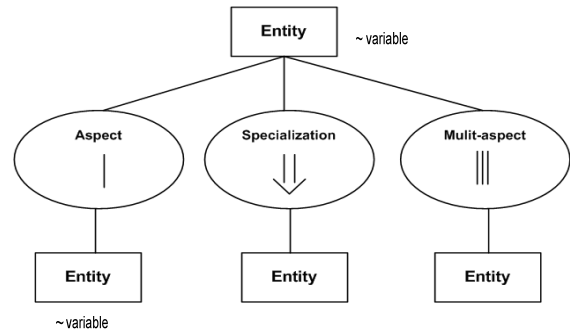 Entity
~ variable
Aspect
Specialization
Mulit-aspect
Entity
Entity
Entity
~ variable